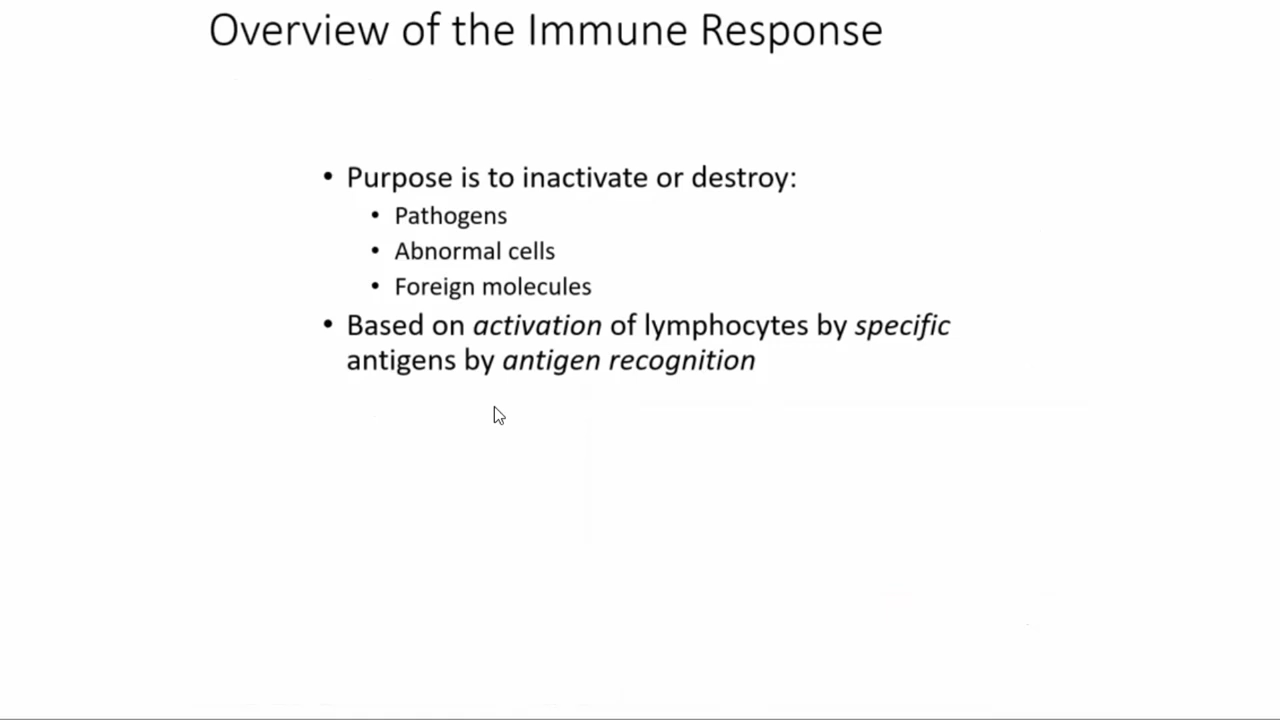 Overview of the Immune Response
• Purpose is to inactivate or destroy:
• Pathogens
• Abnormal cells
• Foreign molecules
• Based on activation of lymphocytes by specific
antigens by antigen recognition